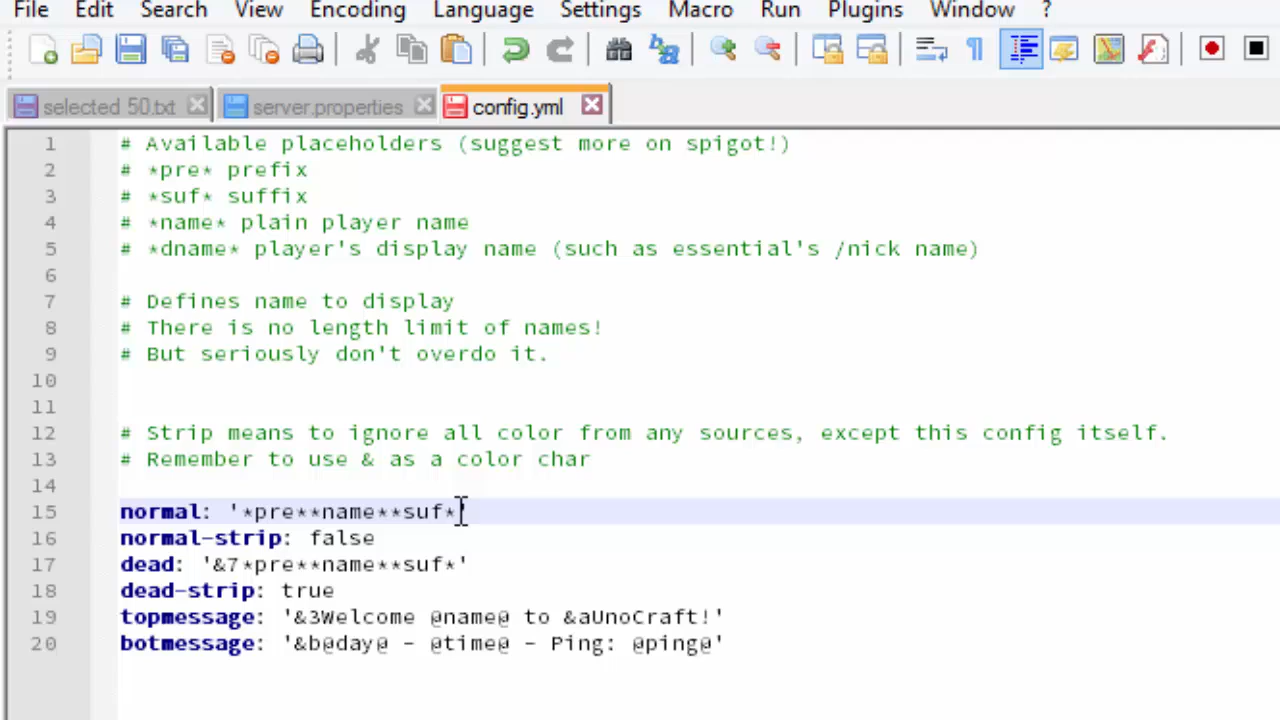 File Edit Search View Encoding Language Settings Macro Run Plugins Window ?
selected 50.txt server.properties config.yml
1 # Available placeholders (suggest more on spigot!)
2 # *pre* prefix
3 # *suf* suffix
4 # *name* plain player name
5 # *dname* player's display name (such as essential's /nick name)
6
7 # Defines name to display
8 # There is no length limit of names!
9 # But seriously don't overdo it.
10
11
12 # Strip means to ignore all color from any sources, except this config itself.
13 # Remember to use & as a color char
14
15 normal: '*pre**name**suf*'
16 normal-strip: false
17 dead: '&7*pre**name**suf*'
18 dead-strip: true
19 topmessage: '&3Welcome @name@ to &aUnoCraft!'
20 botmessage: '&b@day@ - @time@ - Ping: @ping@'